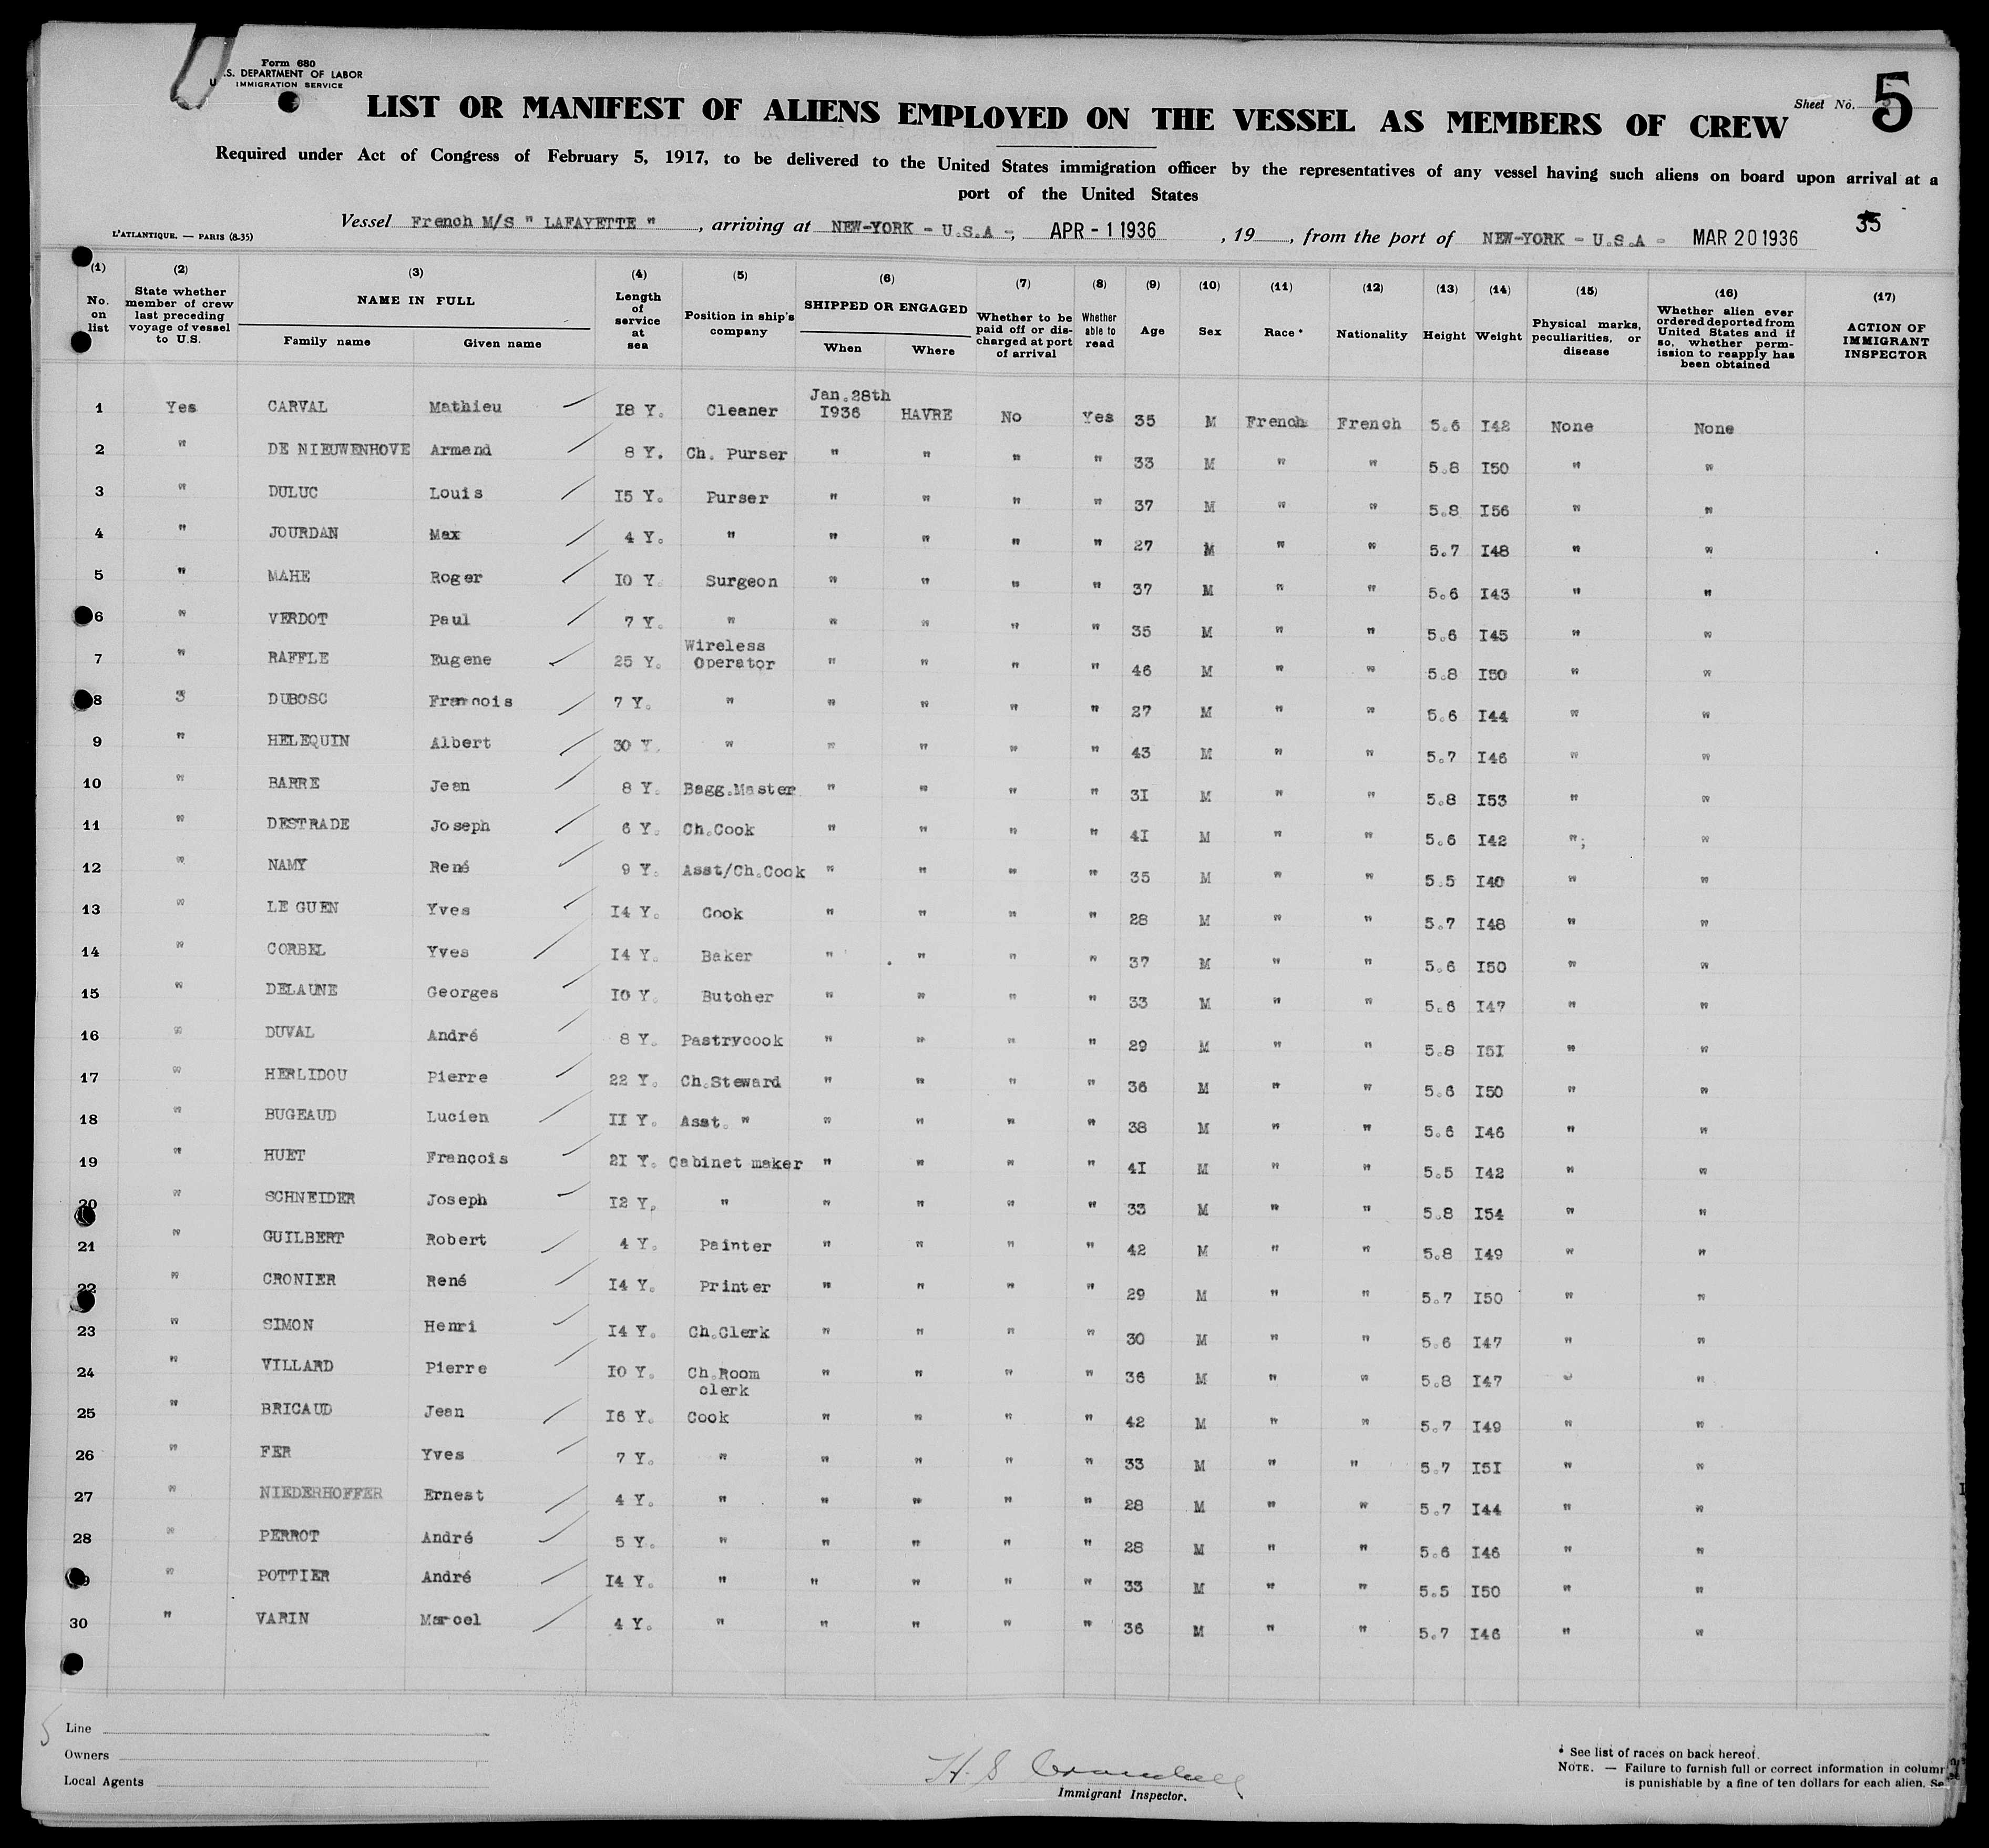 Form 680
U.S. DEPARTMENT OF LABOR
IMMIGRATION SERVICE
LIST OR MANIFEST OF ALIENS EMPLOYED ON THE VESSEL AS MEMBERS OF CREW
Sheet No. 5
Required under Act of Congress of February 5, 1917, to be delivered to the United States immigration officer by the representatives of any vessel having such aliens on board upon arrival at a
port of the United States
35
L'ATLANTIQUE. — PARIS (8-35)
Vessel French M/S " LAFAYETTE " , arriving at NEW-YORK - U.S.A -, APR - 1 1936 , 19 , from the port of NEW-YORK - U.S.A - MAR 20 1936
(1) No. on list (2) State whether member of crew last preceding voyage of vessel to U.S. (3) NAME IN FULL Family name Given name (4) Length of service at sea (5) Position in ship's company (6) SHIPPED OR ENGAGED When Where (7) Whether to be paid off or discharged at port of arrival (8) Whether able to read (9) Age (10) Sex (11) Race * (12) Nationality (13) Height (14) Weight (15) Physical marks, peculiarities, or disease (16) Whether alien ever ordered deported from United States and if so, whether permission to reapply has been obtained (17) ACTION OF IMMIGRANT INSPECTOR
1 Yes CARVAL Mathieu 18 Y. Cleaner Jan.28th 1936 HAVRE No Yes 35 M French French 5.6 I42 None None
2 " DE NIEUWENHOVE Armand 8 Y. Ch. Purser " " " " 33 M " " 5.8 I50 " "
3 " DULUC Louis I5 Y. Purser " " " " 37 M " " 5.8 I56 " "
4 " JOURDAN Max 4 Y. " " " " " 27 M " " 5.7 I48 " "
5 " MAHE Roger IO Y. Surgeon " " " " 37 M " " 5.6 I43 " "
6 " VERDOT Paul 7 Y. " " " " " 35 M " " 5.6 I45 " "
7 " RAFFLE Eugene 25 Y. Wireless Operator " " " " 46 M " " 5.8 I50 " "
8 3 DUBOSC Francois 7 Y. " " " " " 27 M " " 5.6 I44 " "
9 " HELEQUIN Albert 30 Y. " " " " " 43 M " " 5.7 I46 " "
10 " BARRE Jean 8 Y. Bagg.Master " " " " 3I M " " 5.8 I53 " "
11 " DESTRADE Joseph 6 Y. Ch.Cook " " " " 4I M " " 5.6 I42 "; "
12 " NAMY René 9 Y. Asst/Ch.Cook " " " " 35 M " " 5.5 I40 " "
13 " LE GUEN Yves I4 Y. Cook " " " " 28 M " " 5.7 I48 " "
14 " CORBEL Yves I4 Y. Baker " " " " 37 M " " 5.6 I50 " "
15 " DELAUNE Georges IO Y. Butcher " " " " 33 M " " 5.6 I47 " "
16 " DUVAL André 8 Y. Pastrycook " " " " 29 M " " 5.8 I5I " "
17 " HERLIDOU Pierre 22 Y. Ch.Steward " " " " 36 M " " 5.6 I50 " "
18 " BUGEAUD Lucien II Y. Asst. " " " " " 38 M " " 5.6 I46 " "
19 " HUET Francois 2I Y. Cabinet maker " " " " 4I M " " 5.5 I42 " "
20 " SCHNEIDER Joseph I2 Y. " " " " " 33 M " " 5.8 I54 " "
21 " GUILBERT Robert 4 Y. Painter " " " " 42 M " " 5.8 I49 " "
22 " CRONIER René I4 Y. Printer " " " " 29 M " " 5.7 I50 " "
23 " SIMON Henri I4 Y. Ch.Clerk " " " " 30 M " " 5.6 I47 " "
24 " VILLARD Pierre IO Y. Ch.Room clerk " " " " 36 M " " 5.8 I47 " "
25 " BRICAUD Jean I6 Y. Cook " " " " 42 M " " 5.7 I49 " "
26 " FER Yves 7 Y. " " " " " 33 M " " 5.7 I5I " "
27 " NIEDERHOFFER Ernest 4 Y. " " " " " 28 M " " 5.7 I44 " "
28 " PERROT André 5 Y. " " " " " 28 M " " 5.6 I46 " "
9 " POTTIER André I4 Y. " " " " " 33 M " " 5.5 I50 " "
30 " VARIN Marcel 4 Y. " " " " " 36 M " " 5.7 I46 " "
Line
Owners
Local Agents
H. S. Crandall
Immigrant Inspector.
* See list of races on back hereof.
NOTE. — Failure to furnish full or correct information in column
is punishable by a fine of ten dollars for each alien. Se